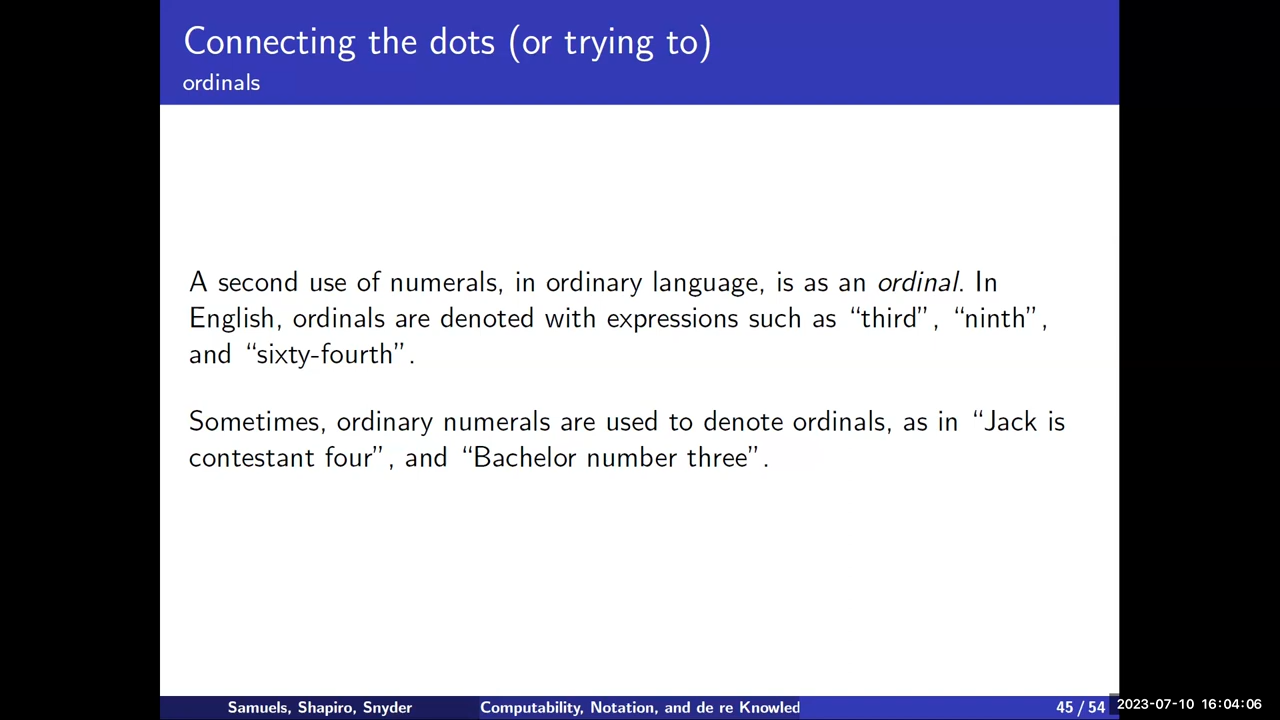 Connecting the dots (or trying to)
ordinals
A second use of numerals, in ordinary language, is as an ordinal. In
English, ordinals are denoted with expressions such as “third”, “ninth”,
and “sixty-fourth”.
Sometimes, ordinary numerals are used to denote ordinals, as in “Jack is
contestant four”, and “Bachelor number three”.
Samuels, Shapiro, Snyder
Computability, Notation, and de re Knowled
45 / 54
2023-07-10 16:04:06